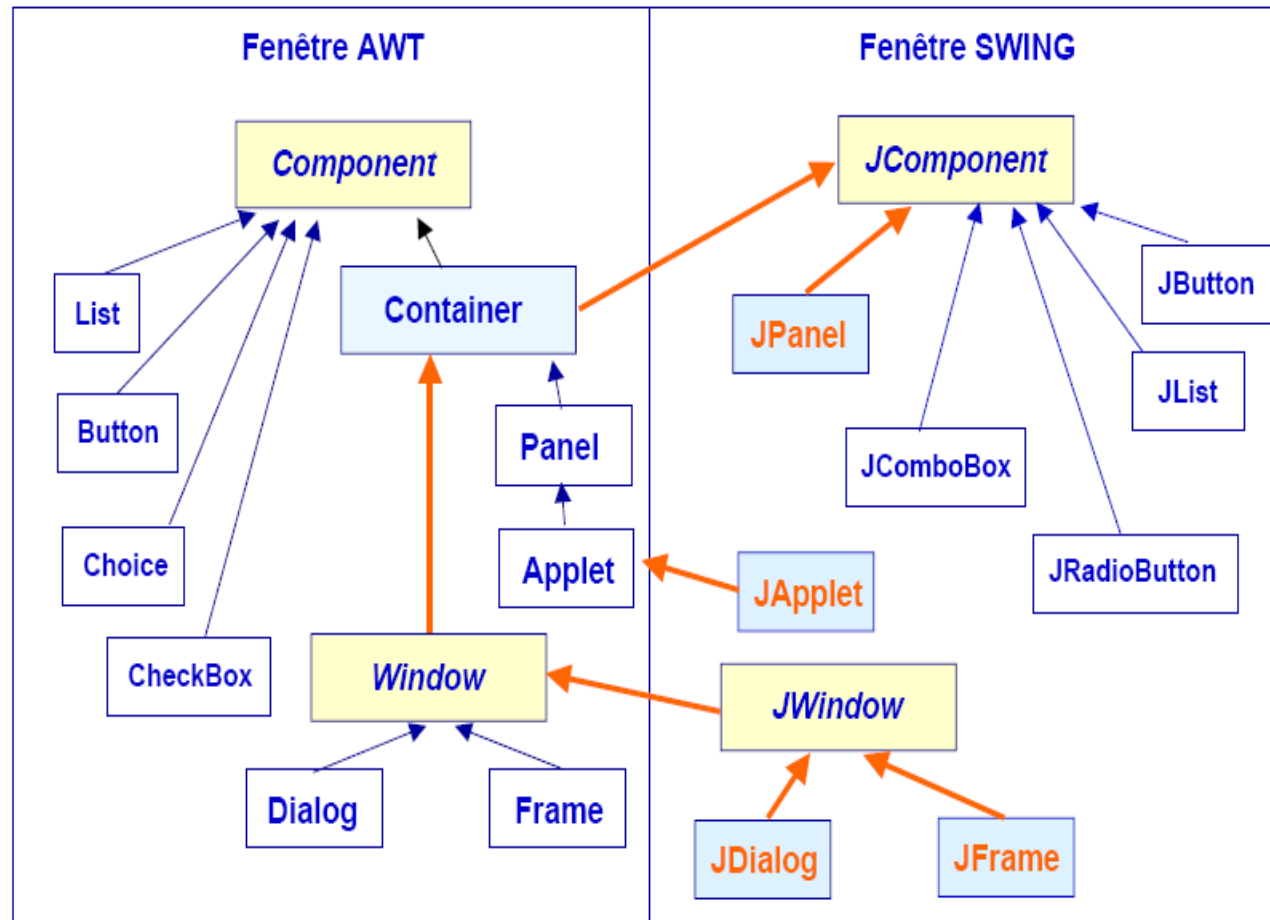 Fenêtre AWT
Fenêtre SWING
Component
JComponent
List
Container
JPanel
JButton
JList
Button
Panel
JComboBox
Choice
Applet
JApplet
JRadioButton
CheckBox
Window
JWindow
Dialog
Frame
JDialog
JFrame